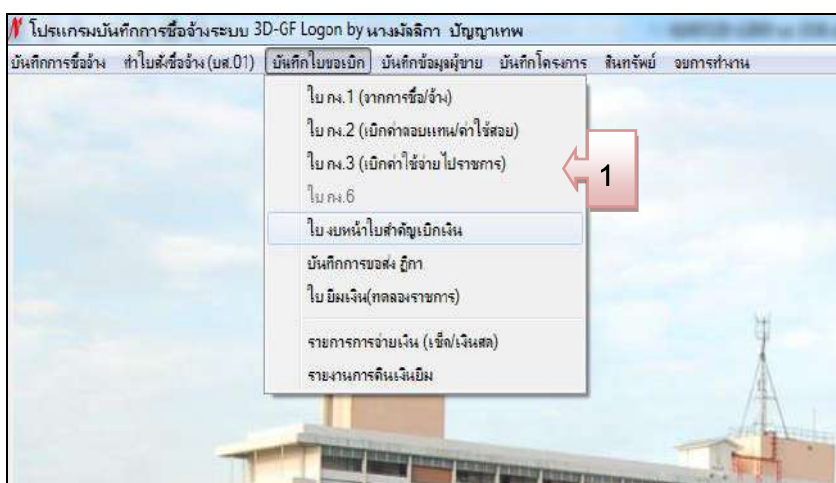 โปรแกรมบันทึกการซื้อจ้างระบบ 3D-GF Logon by นางมัลลิกา ปัญญาเทพ
บันทึกการซื้อจ้าง ทำใบสั่งซื้อจ้าง (บส.01) บันทึกใบขอเบิก บันทึกข้อมูลผู้ขาย บันทึกโครงการ สินทรัพย์ จบการทำงาน
ใบ กง.1 (จากการซื้อ/จ้าง)
ใบ กง.2 (เบิกค่าตอบแทน/ค่าใช้สอย)
ใบ กง.3 (เบิกค่าใช้จ่ายไปราชการ)
1
ใบ กง.6
ใบ งบหน้าใบสำคัญเบิกเงิน
บันทึกการขอส่ง ฎีกา
ใบ ยืมเงิน(ทดลองราชการ)
รายการการจ่ายเงิน (เช็ค/เงินสด)
รายงานการคืนเงินยืม